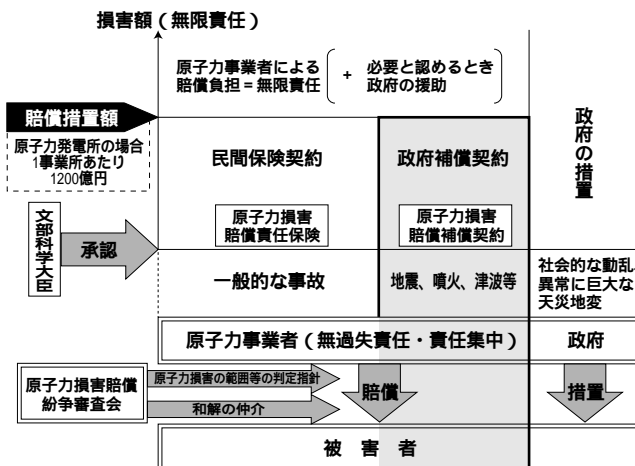 損害額（無限責任）
原子力事業者による
賠償負担＝無限責任
＋ 必要と認めるとき
政府の援助
賠償措置額
原子力発電所の場合
1事業所あたり
1200億円
民間保険契約
政府補償契約
政府の措置
原子力損害
賠償責任保険
原子力損害
賠償補償契約
文部科学大臣
承認
一般的な事故
地震、噴火、津波等
社会的な動乱、
異常に巨大な
天災地変
原子力事業者（無過失責任・責任集中）
政府
原子力損害賠償
紛争審査会
原子力損害の範囲等の判定指針
和解の仲介
賠償
措置
被害者